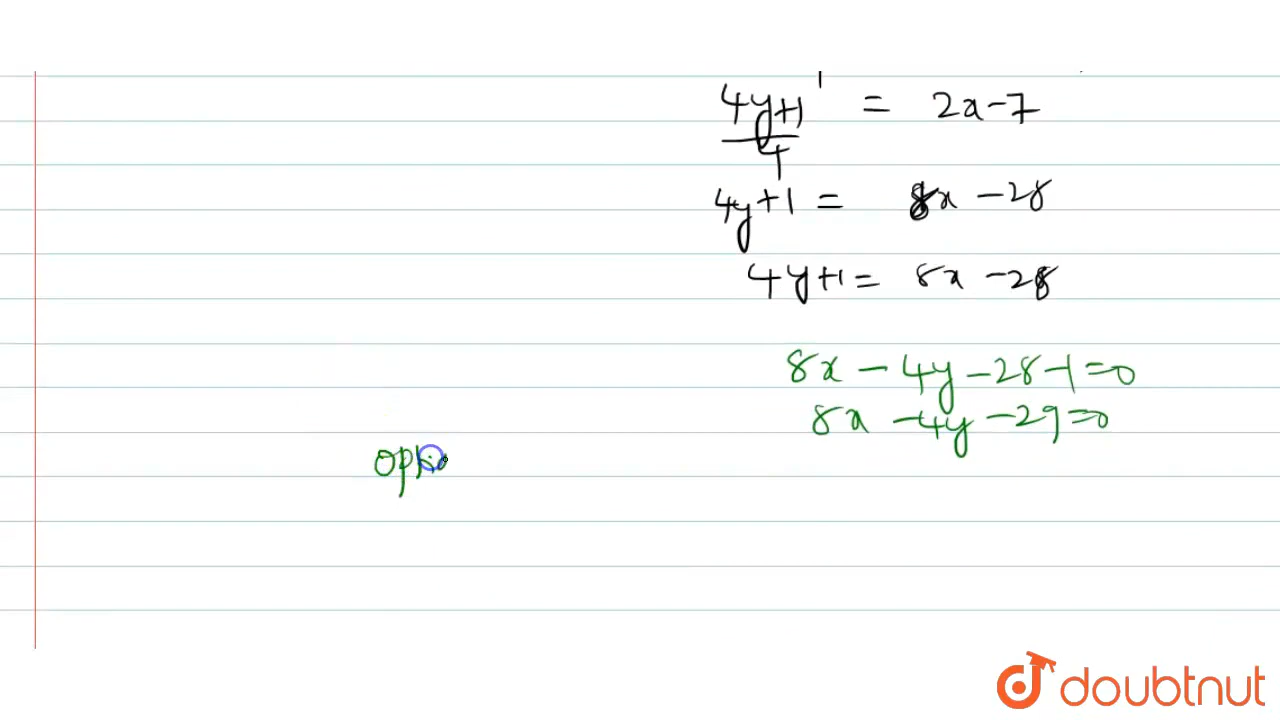 4y+1/4 = 2x-7
4y+1 = 8x-28
4y+1 = 8x-28
8x-4y-28-1=0
8x-4y-29=0
optio
doubtnut